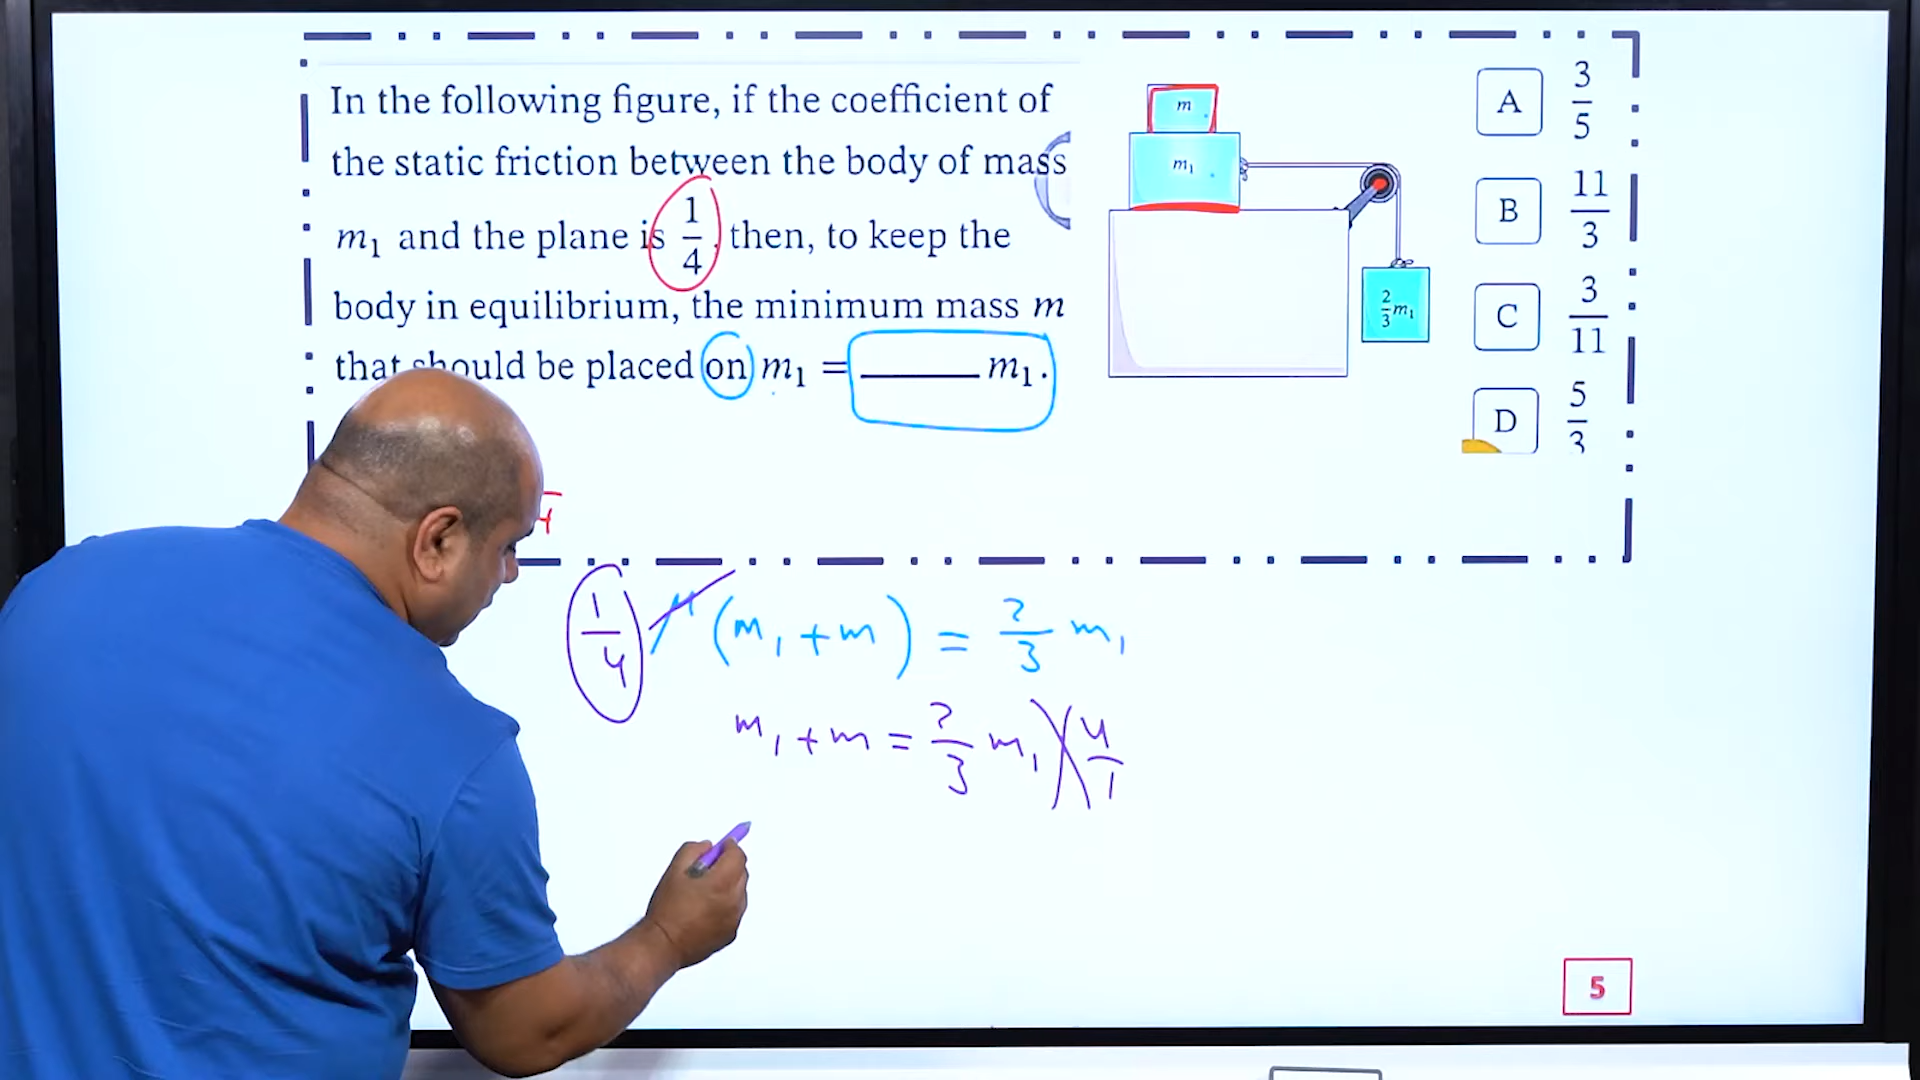 In the following figure, if the coefficient of
the static friction between the body of mass
m₁ and the plane is 1/4, then, to keep the
body in equilibrium, the minimum mass m
that should be placed on m₁ = ______ m₁.
m
m₁
2/3 m₁
A 3/5
B 11/3
C 3/11
D 5/3
1/4 μ (m₁ + m) = 2/3 m₁
m₁ + m = 2/3 m₁ × 4/1
5